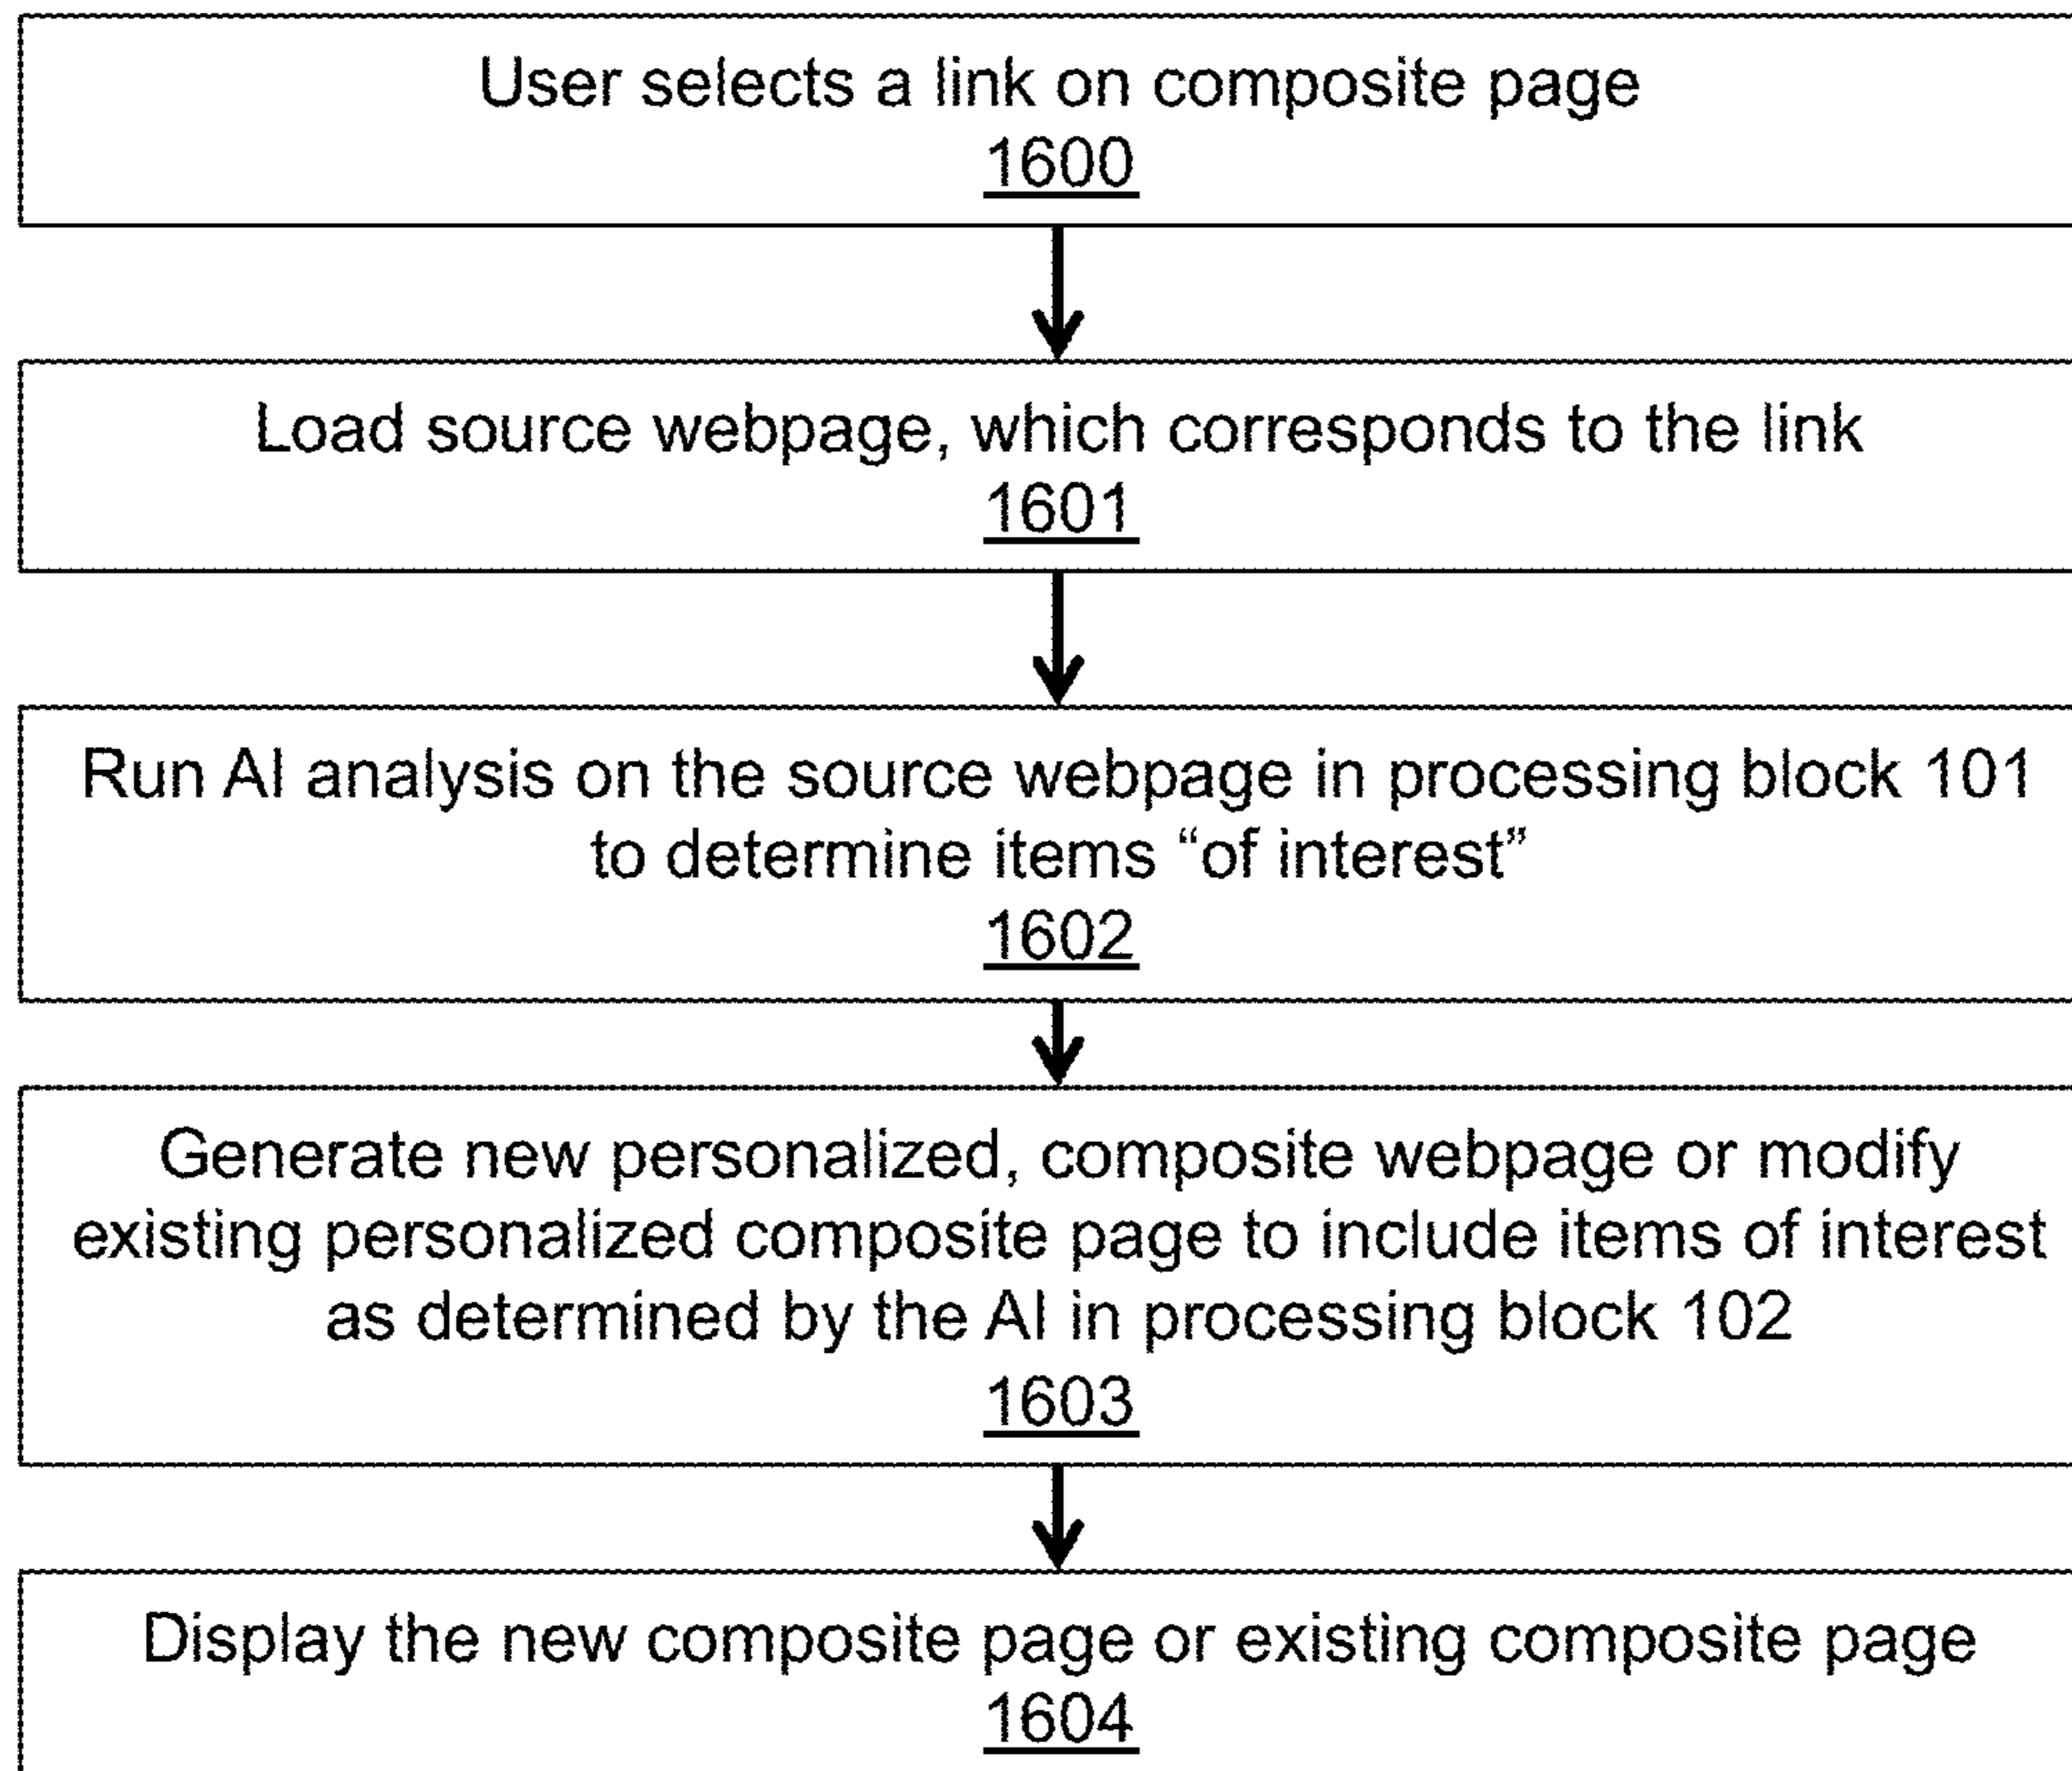 User selects a link on composite page
1600
Load source webpage, which corresponds to the link
1601
Run AI analysis on the source webpage in processing block 101
to determine items “of interest”
1602
Generate new personalized, composite webpage or modify
existing personalized composite page to include items of interest
as determined by the AI in processing block 102
1603
Display the new composite page or existing composite page
1604